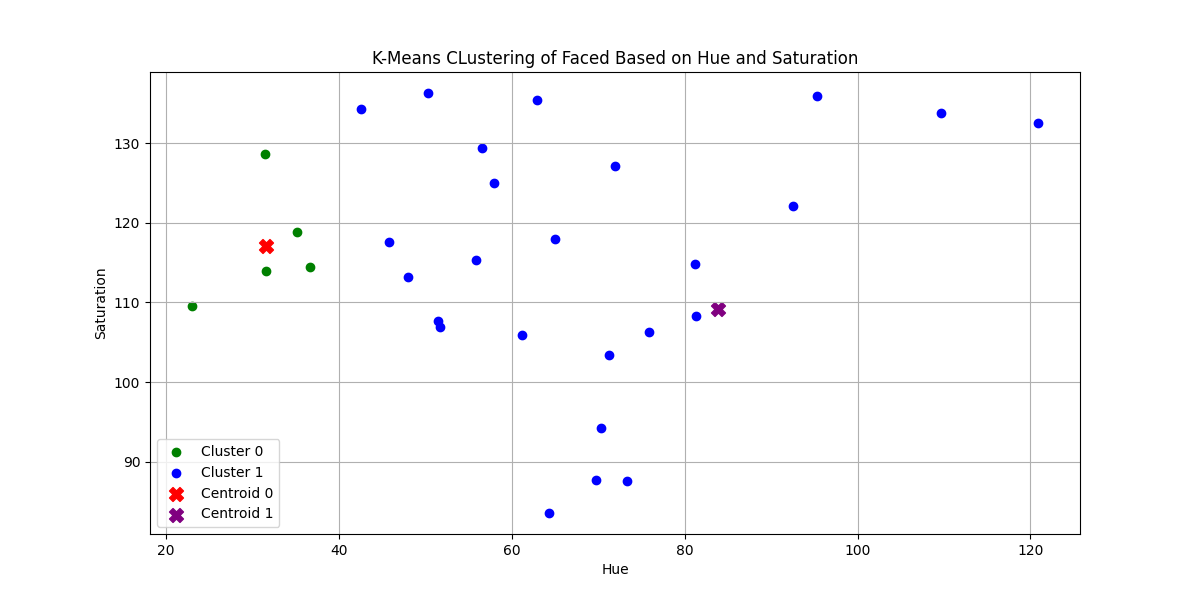 K-Means CLustering of Faced Based on Hue and Saturation
Saturation
130
120
110
100
90
Cluster 0
Cluster 1
Centroid 0
Centroid 1
20 40 60 80 100 120
Hue